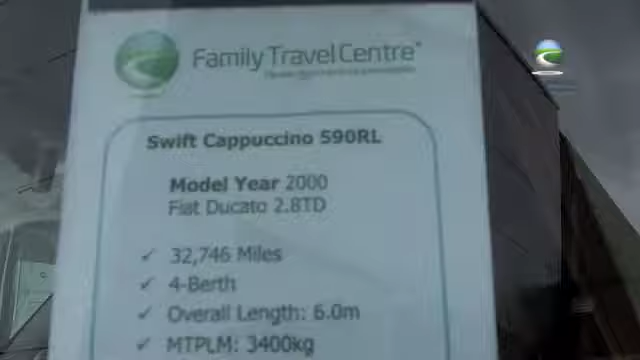 Family Travel Centre
Swift Cappuccino 590RL
Model Year 2000
Fiat Ducato 2.8TD
✓ 32,746 Miles
✓ 4-Berth
✓ Overall Length: 6.0m
✓ MTPLM: 3400kg